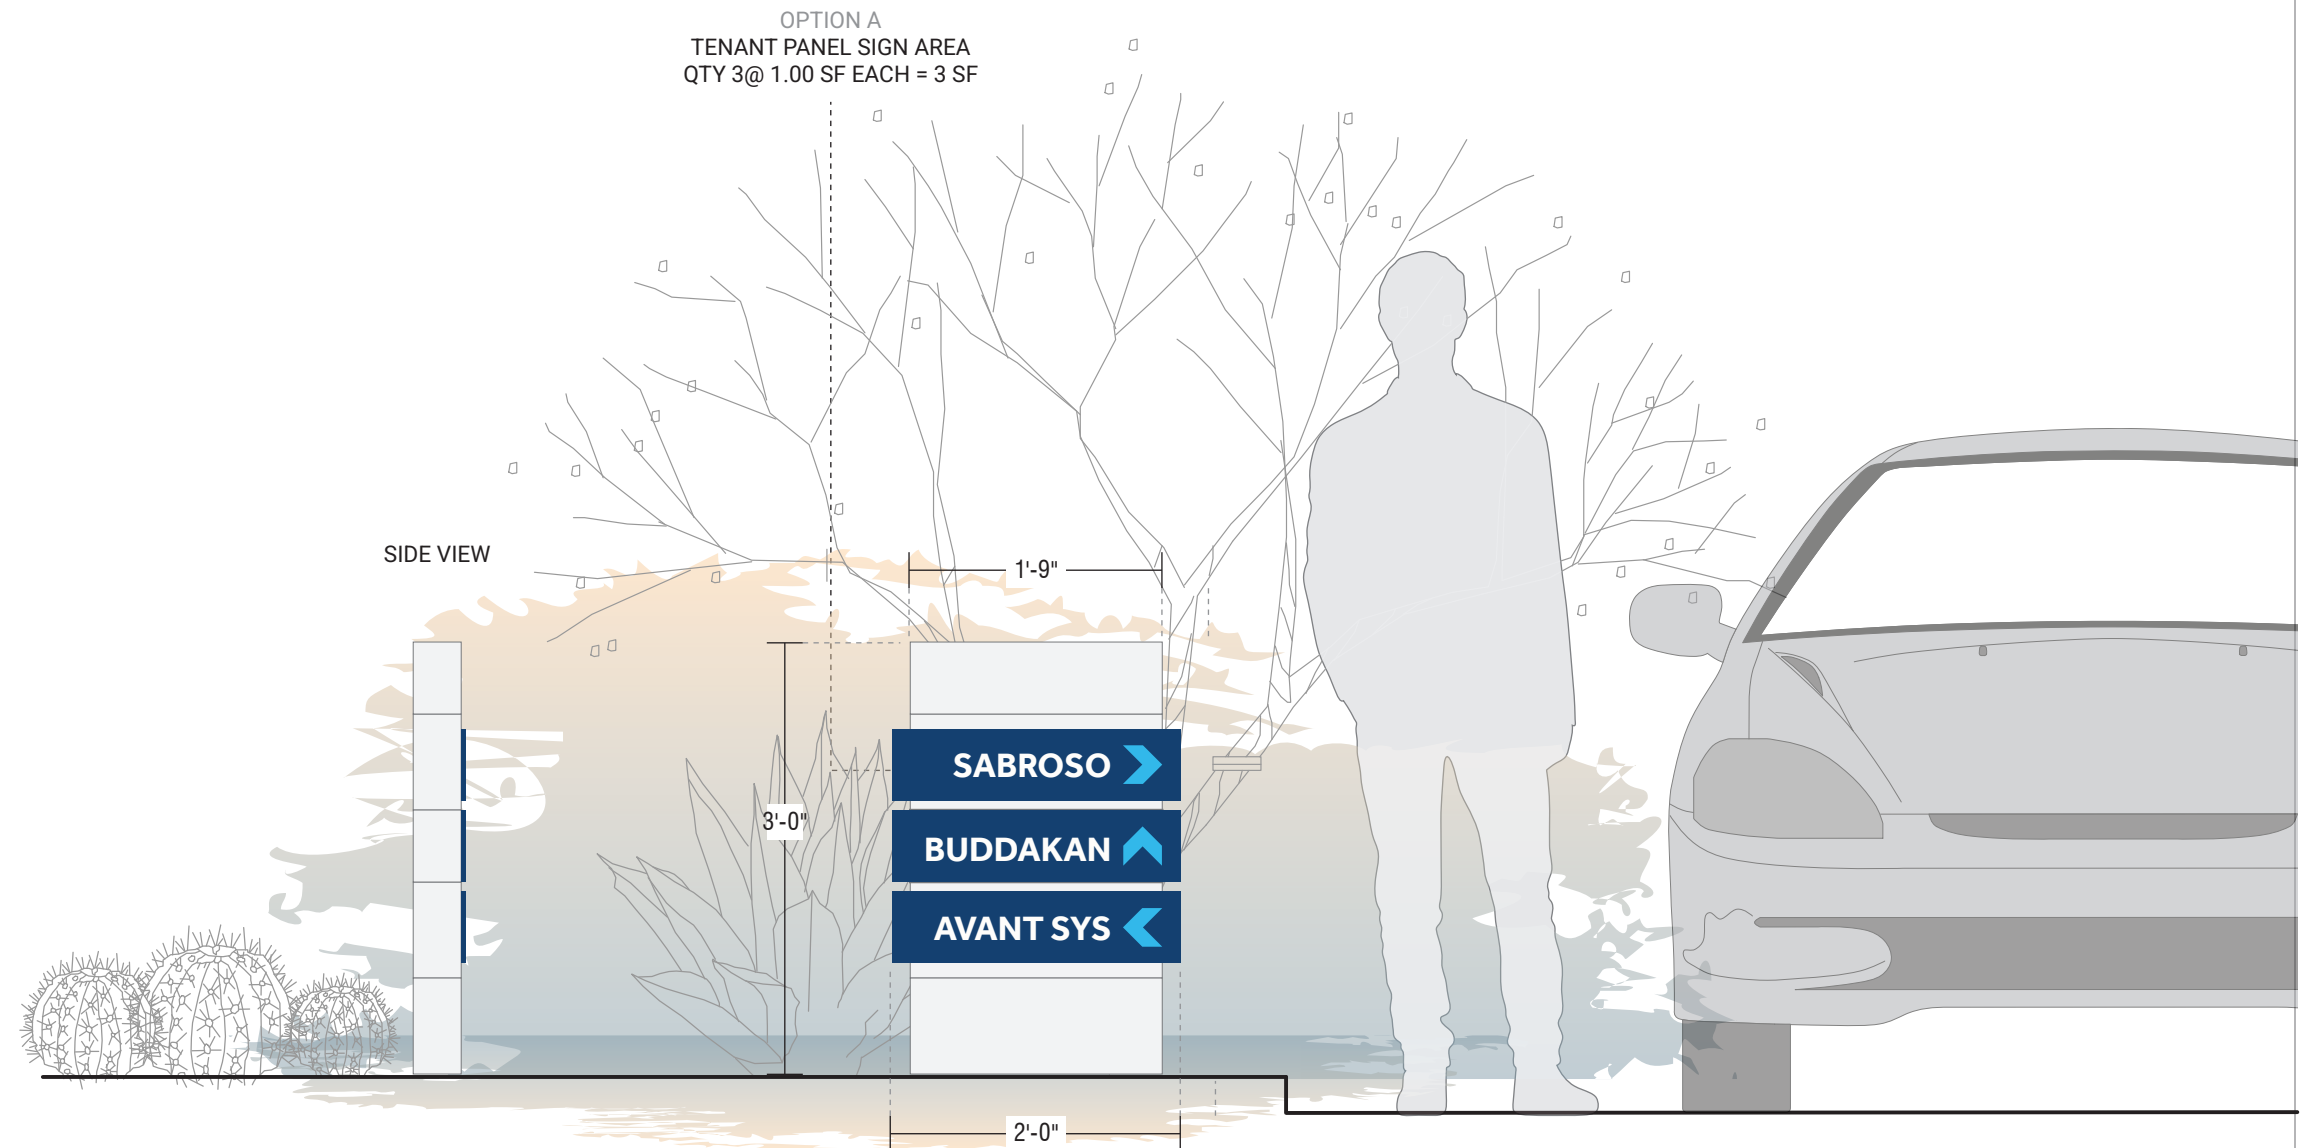 OPTION A
TENANT PANEL SIGN AREA
QTY 3@ 1.00 SF EACH = 3 SF
SIDE VIEW
1'-9"
3'-0"
SABROSO
BUDDAKAN
AVANT SYS
2'-0"